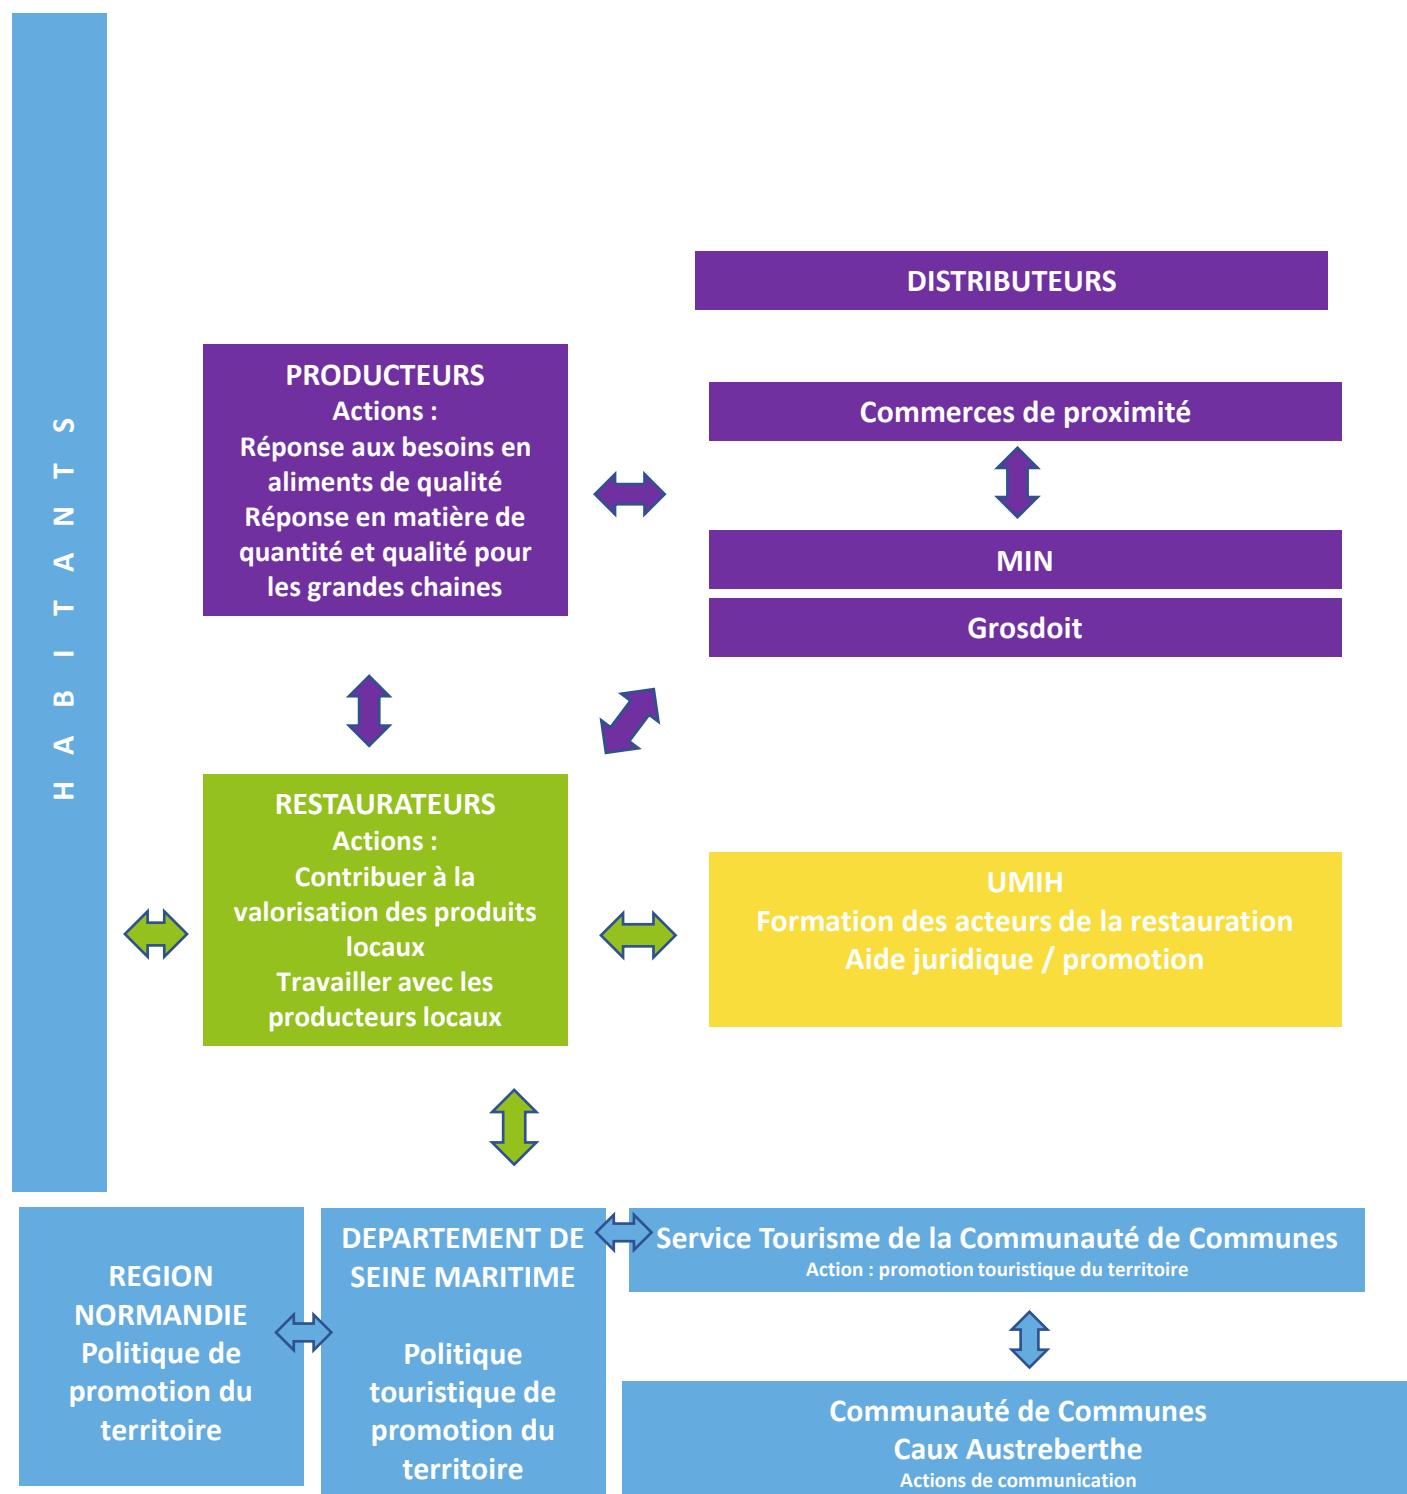 H A B I T A N T S
DISTRIBUTEURS
PRODUCTEURS
Actions :
Réponse aux besoins en
aliments de qualité
Réponse en matière de
quantité et qualité pour
les grandes chaines
Commerces de proximité
MIN
Grosdoit
RESTAURATEURS
Actions :
Contribuer à la
valorisation des produits
locaux
Travailler avec les
producteurs locaux
UMIH
Formation des acteurs de la restauration
Aide juridique / promotion
REGION
NORMANDIE
Politique de
promotion du
territoire
DEPARTEMENT DE
SEINE MARITIME
Politique
touristique de
promotion du
territoire
Service Tourisme de la Communauté de Communes
Action : promotion touristique du territoire
Communauté de Communes
Caux Austreberthe
Actions de communication